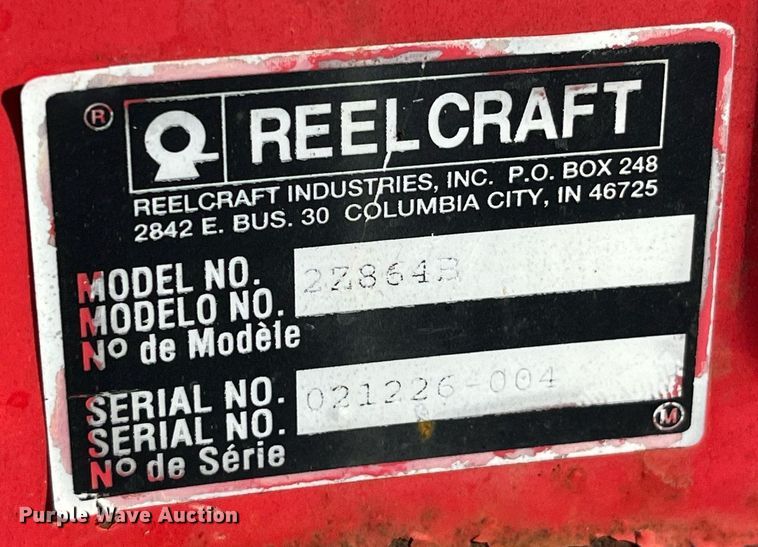 ®
REELCRAFT
REELCRAFT INDUSTRIES, INC. P.O. BOX 248
2842 E. BUS. 30 COLUMBIA CITY, IN 46725
MODEL NO. 2Z864B
MODELO NO.
Nº de Modèle
SERIAL NO. 021226-004
SERIAL NO.
Nº de Série
M
Purple Wave Auction